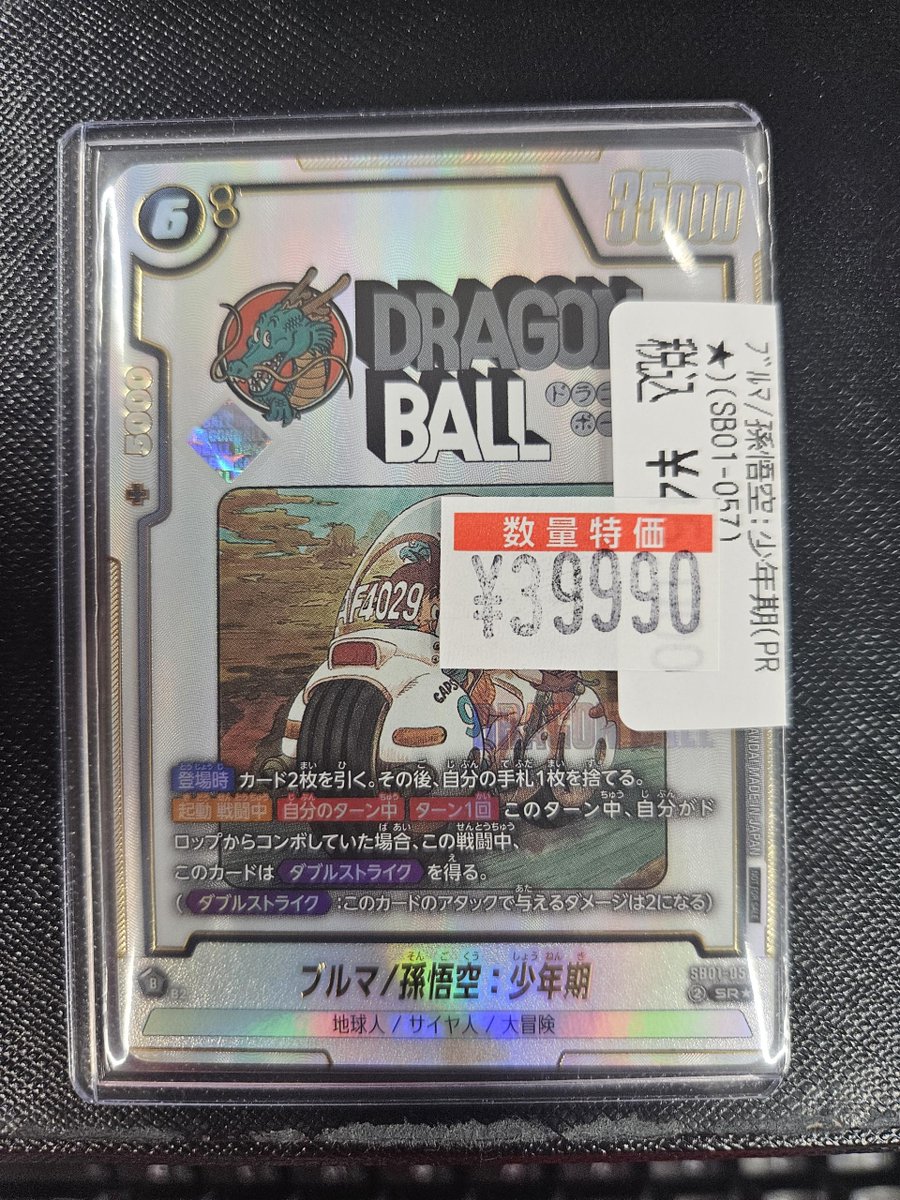 6
8
35000
5000
DRAGON
BALL
税込
ブルマ/孫悟空:少年期(PR
★)(SB01-057)
数量特価
¥39990
AF4029
登場時 カード2枚を引く。その後、自分の手札1枚を捨てる。
起動 戦闘中 自分のターン中 ターン1回 このターン中、自分がド
ロップからコンボしていた場合、この戦闘中、
このカードは ダブルストライク を得る。
( ダブルストライク :このカードのアタックで与えるダメージは2になる)
ブルマ/孫悟空:少年期
SB01-05
SR★
地球人 / サイヤ人 / 大冒険